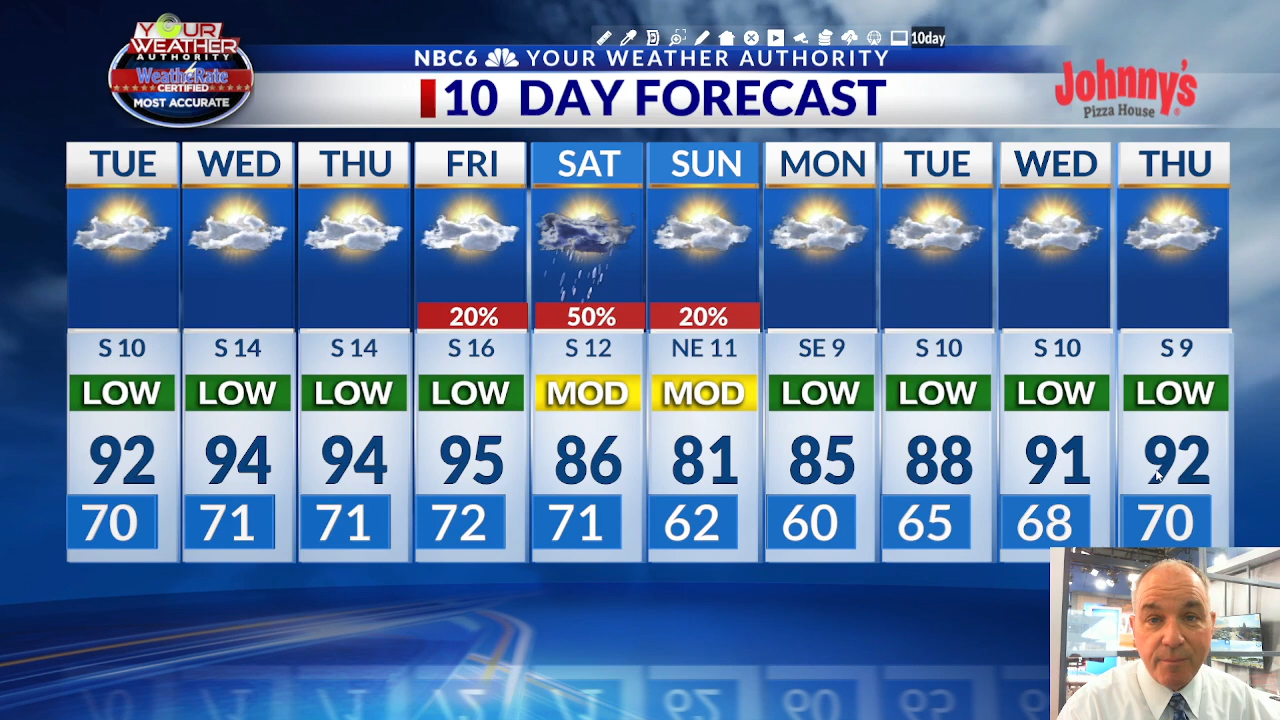 YOUR
WEATHER
AUTHORITY
WeatheRate
CERTIFIED
MOST ACCURATE
10day
NBC6 YOUR WEATHER AUTHORITY
10 DAY FORECAST
Johnny's
Pizza House
TUE WED THU FRI SAT SUN MON TUE WED THU
20% 50% 20%
S 10 S 14 S 14 S 16 S 12 NE 11 SE 9 S 10 S 10 S 9
LOW LOW LOW LOW MOD MOD LOW LOW LOW LOW
92 94 94 95 86 81 85 88 91 92
70 71 71 72 71 62 60 65 68 70